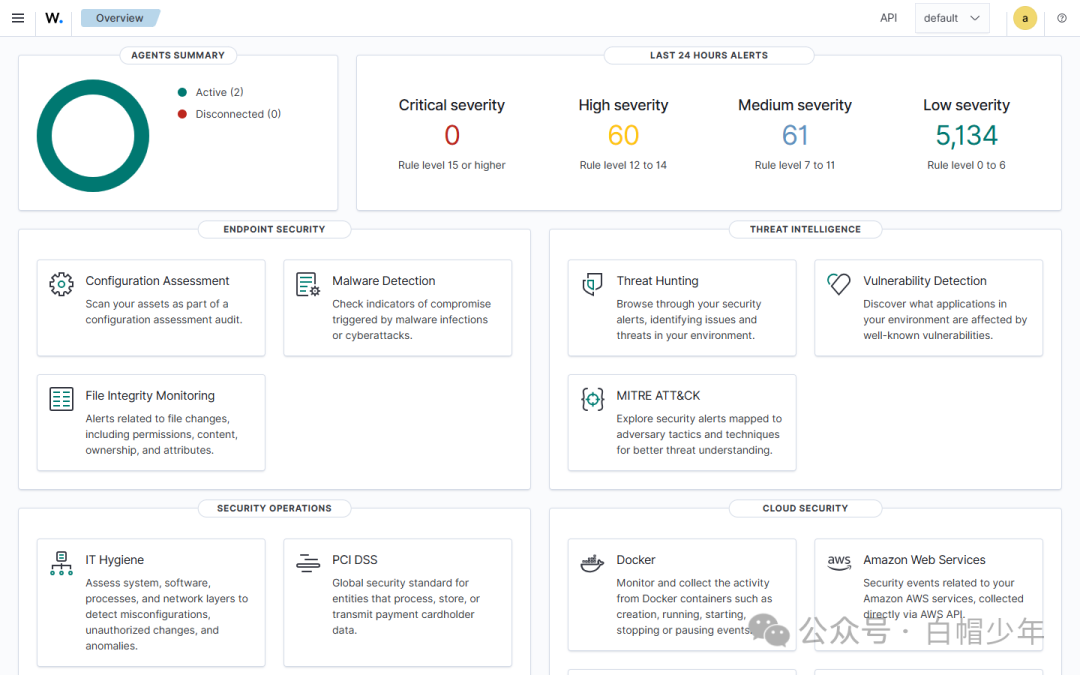 W.
Overview
API
default
a
AGENTS SUMMARY
Active (2)
Disconnected (0)
LAST 24 HOURS ALERTS
Critical severity
0
Rule level 15 or higher
High severity
60
Rule level 12 to 14
Medium severity
61
Rule level 7 to 11
Low severity
5,134
Rule level 0 to 6
ENDPOINT SECURITY
Configuration Assessment
Scan your assets as part of a
configuration assessment audit.
Malware Detection
Check indicators of compromise
triggered by malware infections
or cyberattacks.
File Integrity Monitoring
Alerts related to file changes,
including permissions, content,
ownership, and attributes.
THREAT INTELLIGENCE
Threat Hunting
Browse through your security
alerts, identifying issues and
threats in your environment.
Vulnerability Detection
Discover what applications in
your environment are affected by
well-known vulnerabilities.
MITRE ATT&CK
Explore security alerts mapped to
adversary tactics and techniques
for better threat understanding.
SECURITY OPERATIONS
IT Hygiene
Assess system, software,
processes, and network layers to
detect misconfigurations,
unauthorized changes, and
anomalies.
PCI DSS
Global security standard for
entities that process, store, or
transmit payment cardholder
data.
CLOUD SECURITY
Docker
Monitor and collect the activity
from Docker containers such as
creation, running, starting,
stopping or pausing events.
aws
Amazon Web Services
Security events related to your
Amazon AWS services, collected
directly via AWS API.
公众号 · 白帽少年